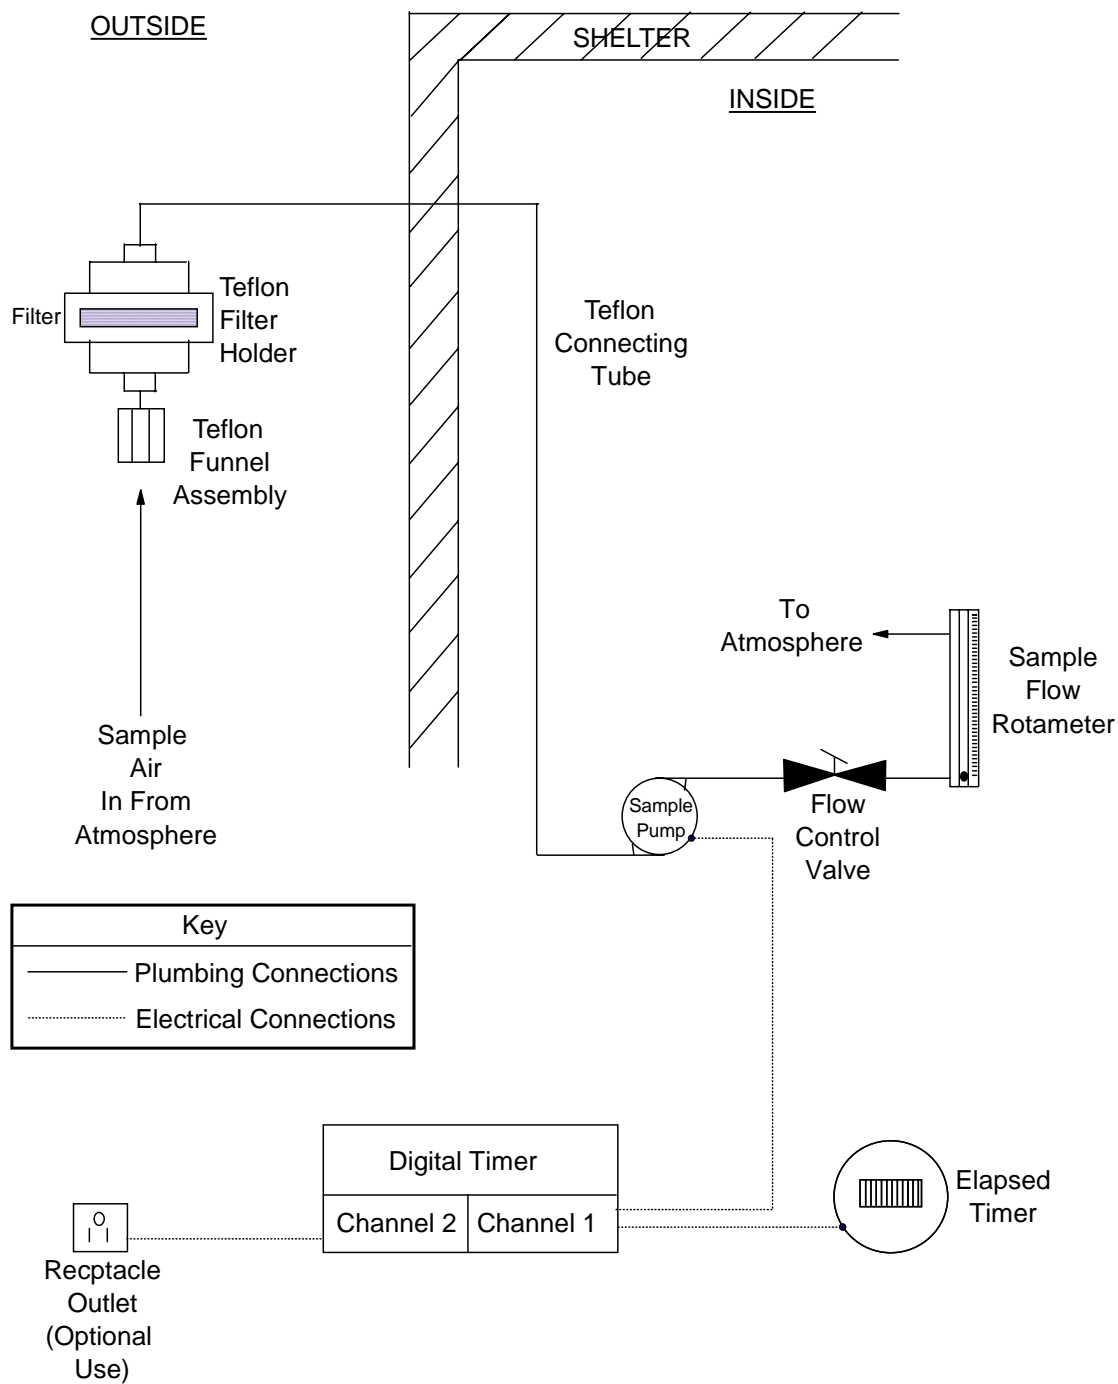 OUTSIDE
SHELTER
INSIDE
Filter
Teflon
Filter
Holder
Teflon
Connecting
Tube
Teflon
Funnel
Assembly
To
Atmosphere
Sample
Flow
Rotameter
Sample
Air
In From
Atmosphere
Sample
Pump
Flow
Control
Valve
Key
Plumbing Connections
Electrical Connections
Digital Timer
Channel 2
Channel 1
Elapsed
Timer
Recptacle
Outlet
(Optional
Use)